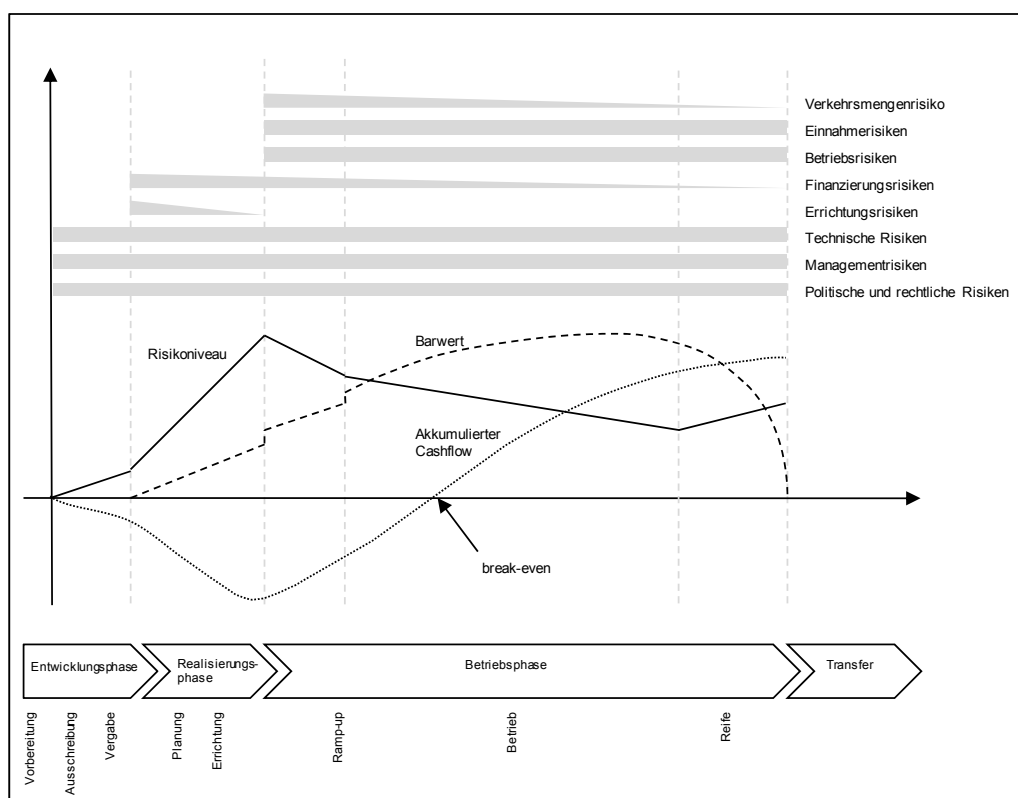 Verkehrsmengenrisiko
Einnahmerisiken
Betriebsrisiken
Finanzierungsrisiken
Errichtungsrisiken
Technische Risiken
Managementrisiken
Politische und rechtliche Risiken
Risikoniveau
Barwert
Akkumulierter
Cashflow
break-even
Entwicklungsphase
Realisierungs-
phase
Betriebsphase
Transfer
Vorbereitung
Ausschreibung
Vergabe
Planung
Errichtung
Ramp-up
Betrieb
Reife